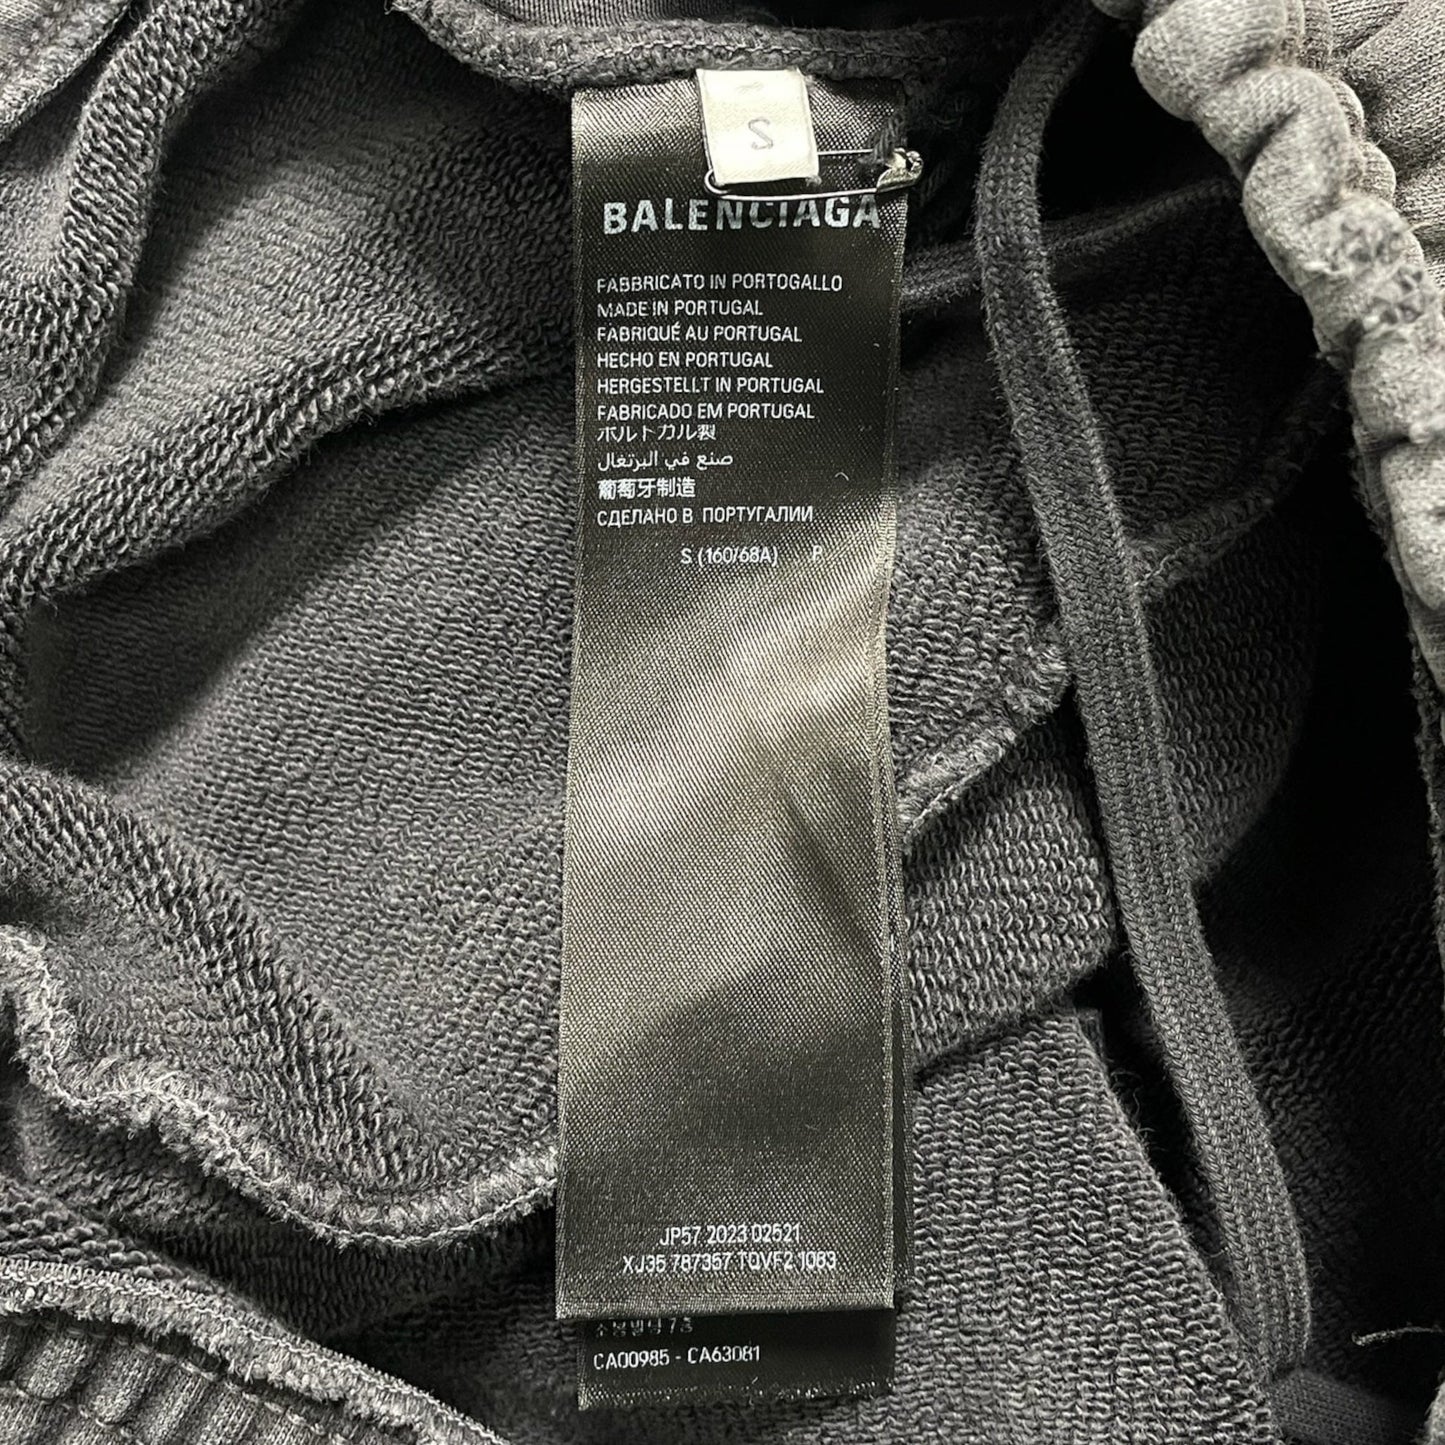 S
BALENCIAGA
FABBRICATO IN PORTOGALLO
MADE IN PORTUGAL
FABRIQUÉ AU PORTUGAL
HECHO EN PORTUGAL
HERGESTELLT IN PORTUGAL
FABRICADO EM PORTUGAL
ポルトガル製
صنع في البرتغال
葡萄牙制造
СДЕЛАНО В ПОРТУГАЛИИ
S (160/68A) P
JP57 2023 02521
XJ35 787357 TQVF2 1083
CA00985 - CA63081